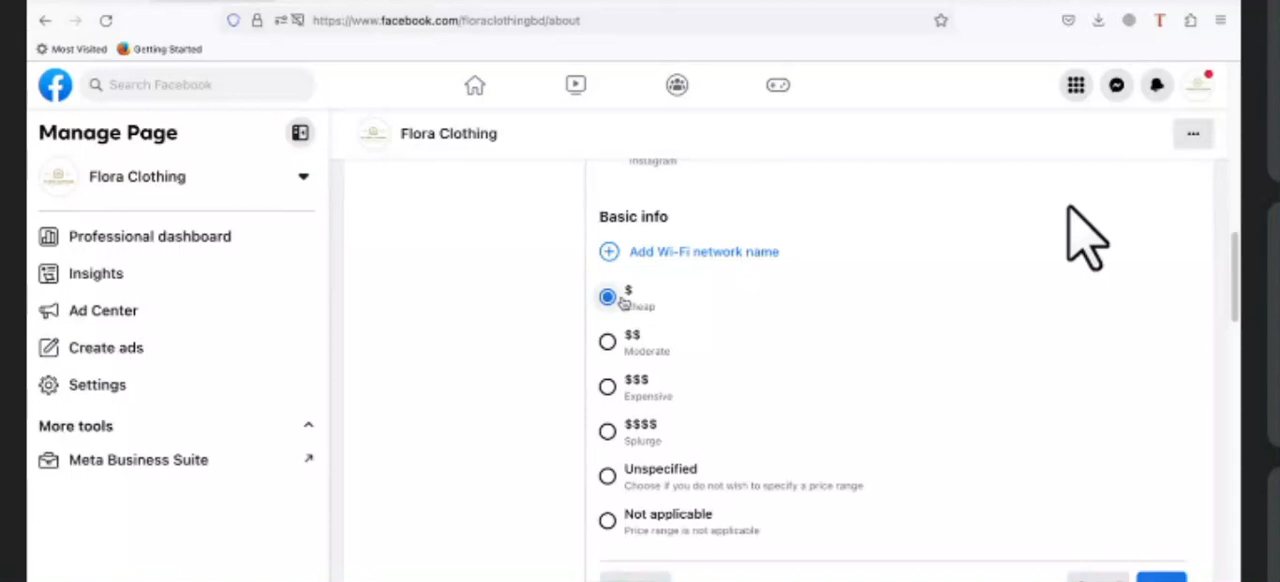 https://www.facebook.com/floraclothingbd/about
T
Most Visited
Getting Started
Search Facebook
Manage Page
Flora Clothing
Flora Clothing
Professional dashboard
Insights
Ad Center
Create ads
Settings
More tools
Meta Business Suite
Instagram
Basic info
Add Wi-Fi network name
$
$$
Moderate
$$$
Expensive
$$$$
Splurge
Unspecified
Choose if you do not wish to specify a price range
Not applicable
Price range is not applicable